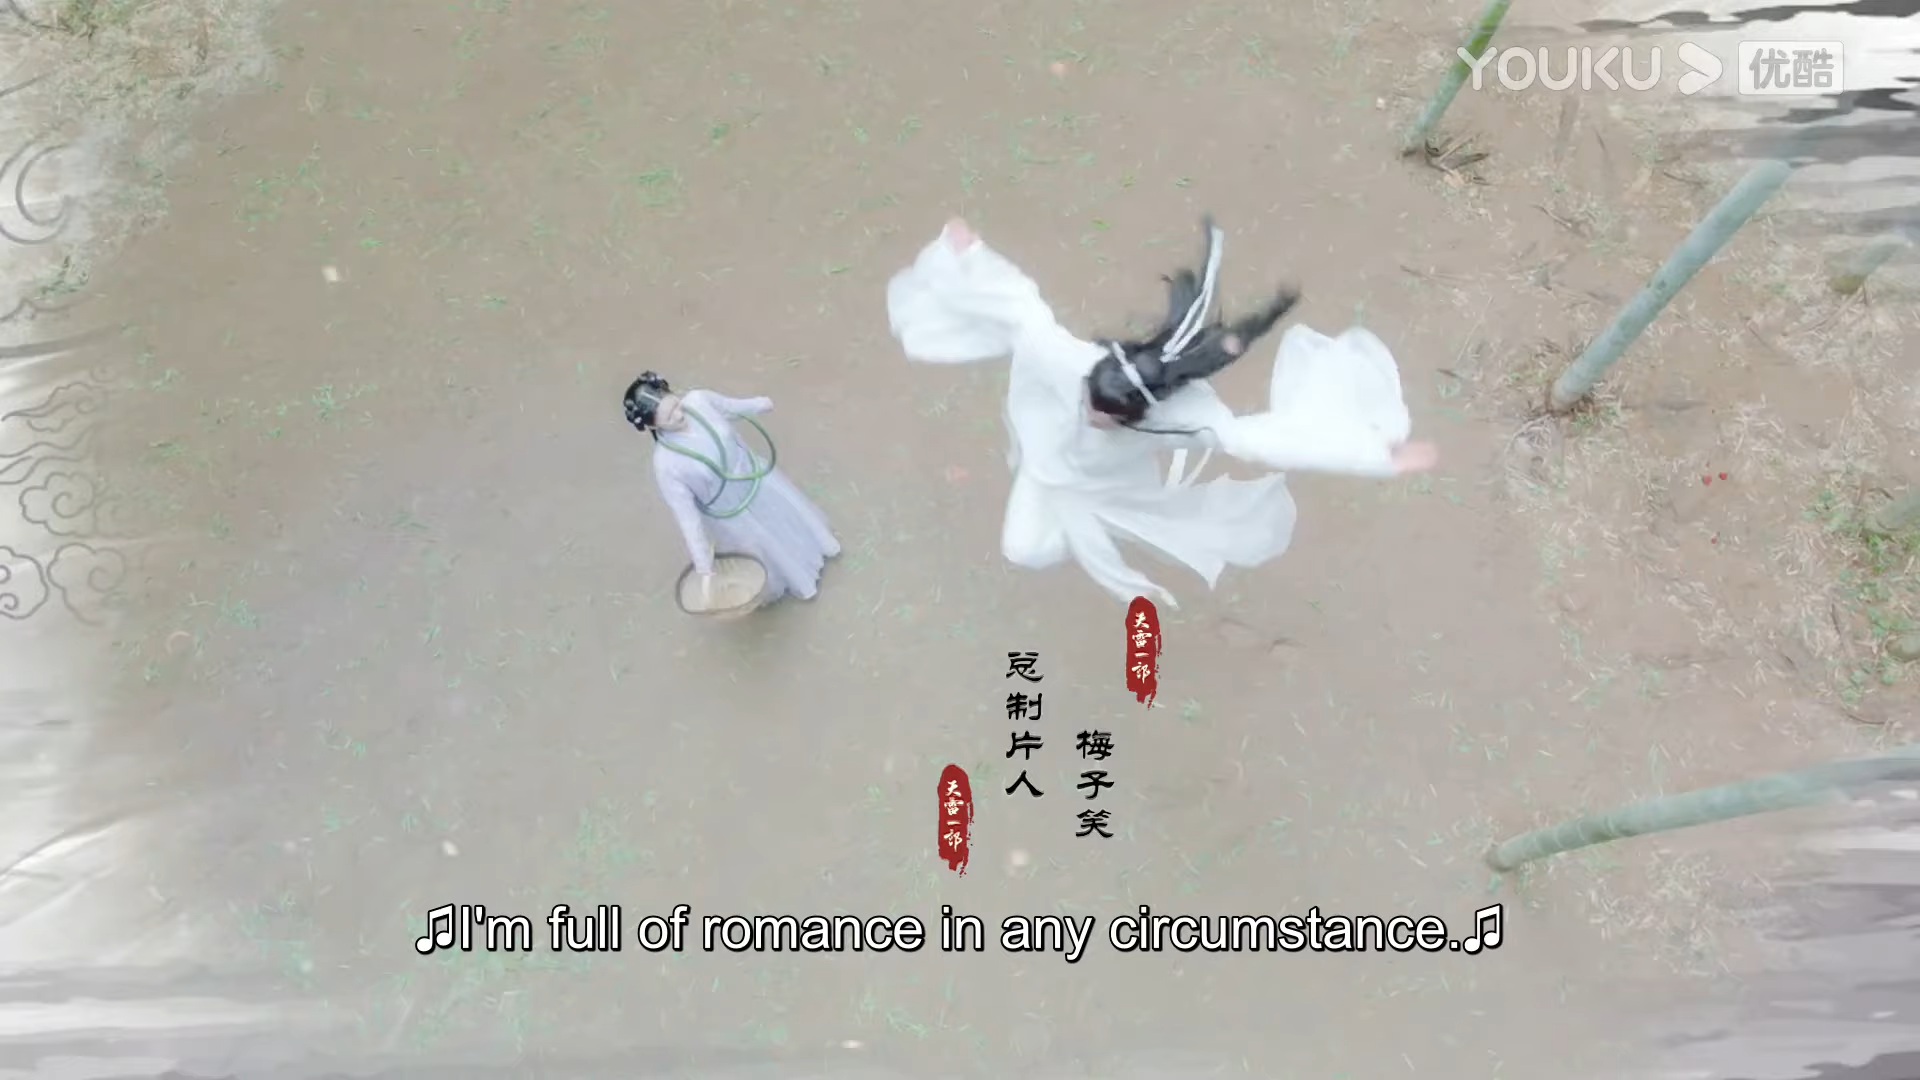 YOUKU 优酷
天雷一部
总制片人
梅子笑
天雷一部
♫I'm full of romance in any circumstance.♫